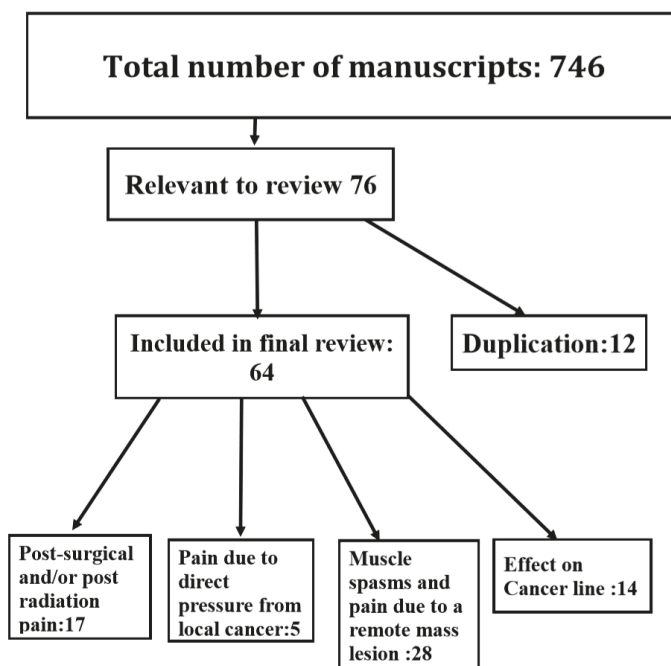 Total number of manuscripts: 746
Relevant to review 76
Included in final review:
64
Duplication:12
Post-surgical
and/or post
radiation
pain:17
Pain due to
direct
pressure from
local cancer:5
Muscle
spasms and
pain due to a
remote mass
lesion :28
Effect on
Cancer line :14